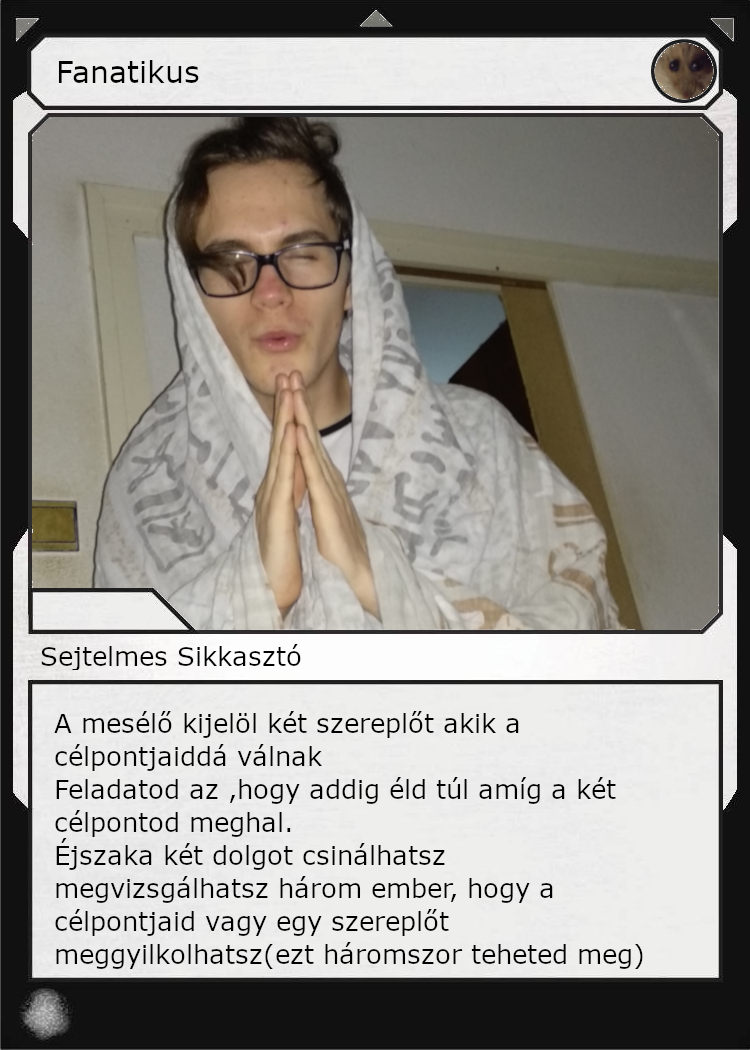 Fanatikus
Sejtelmes Sikkasztó
A mesélő kijelöl két szereplőt akik a
célpontjaiddá válnak
Feladatod az ,hogy addig éld túl amíg a két
célpontod meghal.
Éjszaka két dolgot csinálhatsz
megvizsgálhatsz három ember, hogy a
célpontjaid vagy egy szereplőt
meggyilkolhatsz(ezt háromszor teheted meg)